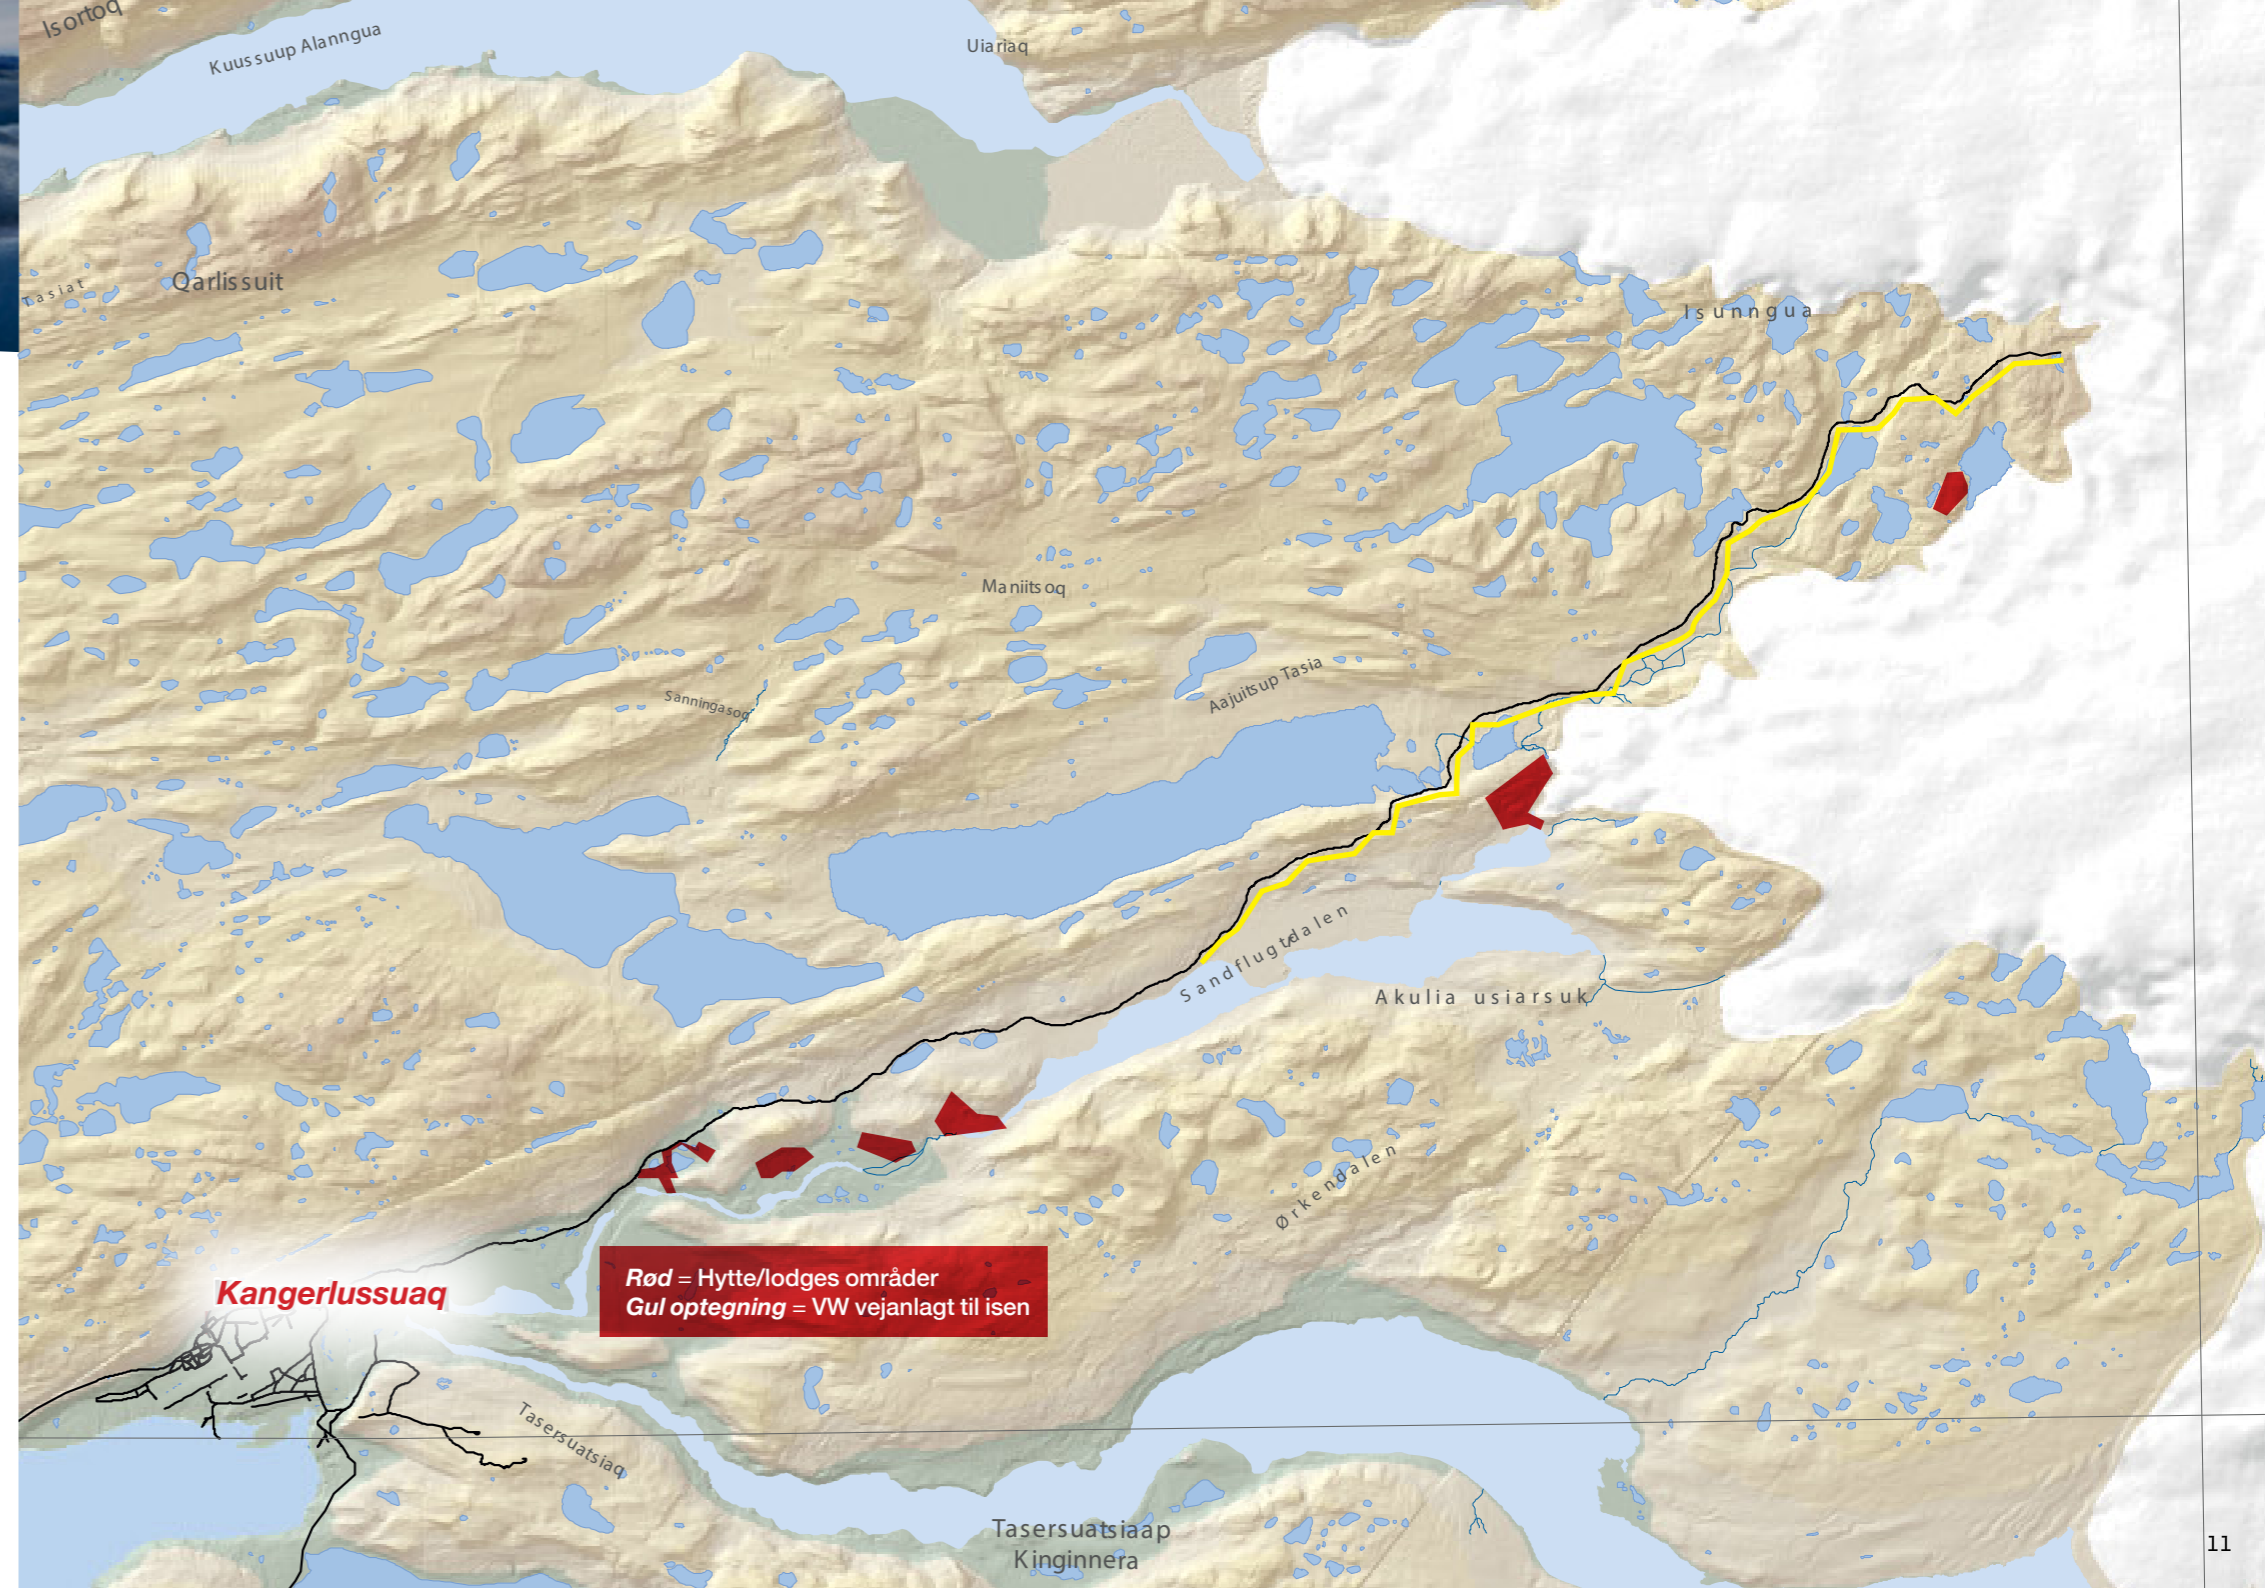 Isortoq
Kuussuup Alanngua
Uiariaq
Tasiat
Qarlissuit
Isunngua
Maniitsoq
Sanningasoq
Aajuitsup Tasia
Sandflugtdalen
Akulia usiarsuk
Ørkendalen
Kangerlussuaq
Rød = Hytte/lodges områder
Gul optegning = VW vejanlagt til isen
Tasersuatsiaq
Tasersuatsiaap
Kinginnera
11